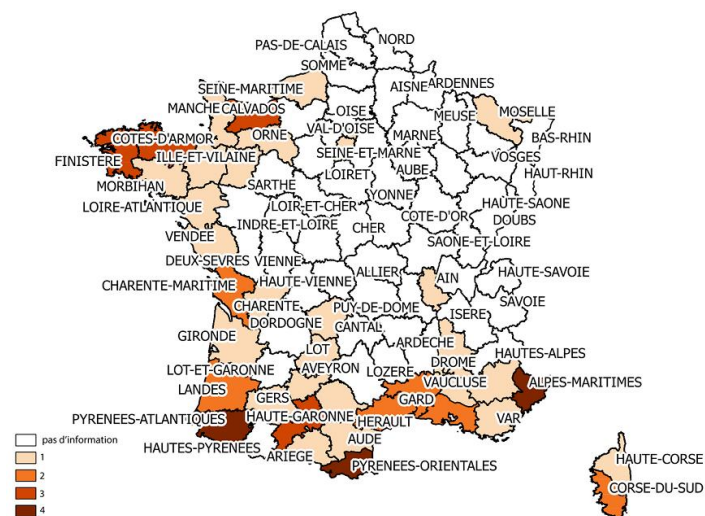 NORD
PAS-DE-CALAIS
SOMME
AISNE
ARDENNES
SEINE-MARITIME
MANCHE
CALVADOS
OISE
MEUSE
MOSELLE
VAL-D'OISE
COTES-D'ARMOR
ORNE
MARNE
BAS-RHIN
FINISTÈRE
ILLE-ET-VILAINE
SEINE-ET-MARNE
VOSGES
AUBE
LOIRET
HAUT-RHIN
MORBIHAN
SARTHE
YONNE
LOIRE-ATLANTIQUE
LOIR-ET-CHER
HAUTE-SAONE
COTE-D'OR
DOUBS
INDRE-ET-LOIRE
CHER
VENDEE
SAONE-ET-LOIRE
DEUX-SEVRES
VIENNE
ALLIER
AIN
HAUTE-SAVOIE
CHARENTE-MARITIME
HAUTE-VIENNE
CHARENTE
PUY-DE-DOME
SAVOIE
ISERE
DORDOGNE
CANTAL
GIRONDE
ARDECHE
LOT
HAUTES-ALPES
LOT-ET-GARONNE
AVEYRON
DROME
LOZERE
VAUCLUSE
ALPES-MARITIMES
LANDES
GERS
GARD
PYRENEES-ATLANTIQUES
HAUTE-GARONNE
HERAULT
VAR
AUDE
HAUTES-PYRENEES
ARIEGE
PYRENEES-ORIENTALES
HAUTE-CORSE
CORSE-DU-SUD
pas d'information
1
2
3
4